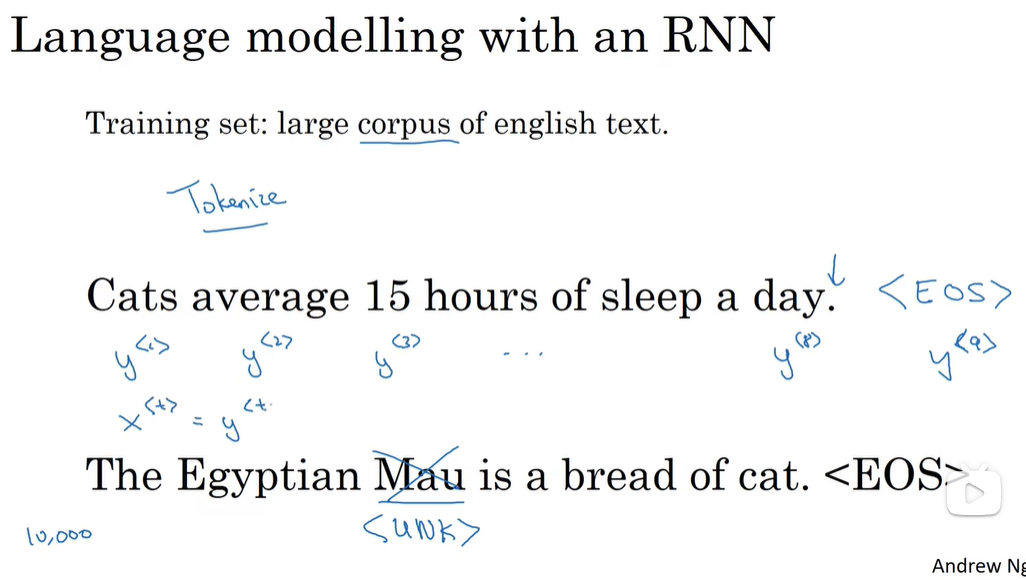 Language modelling with an RNN
Training set: large corpus of english text.
Tokenize
Cats average 15 hours of sleep a day. <EOS>
y<1> y<2> y<3> ... y<8> y<9>
x<t> = y<t-
The Egyptian Mau is a bread of cat. <EOS>
10,000 <UNK>
Andrew Ng